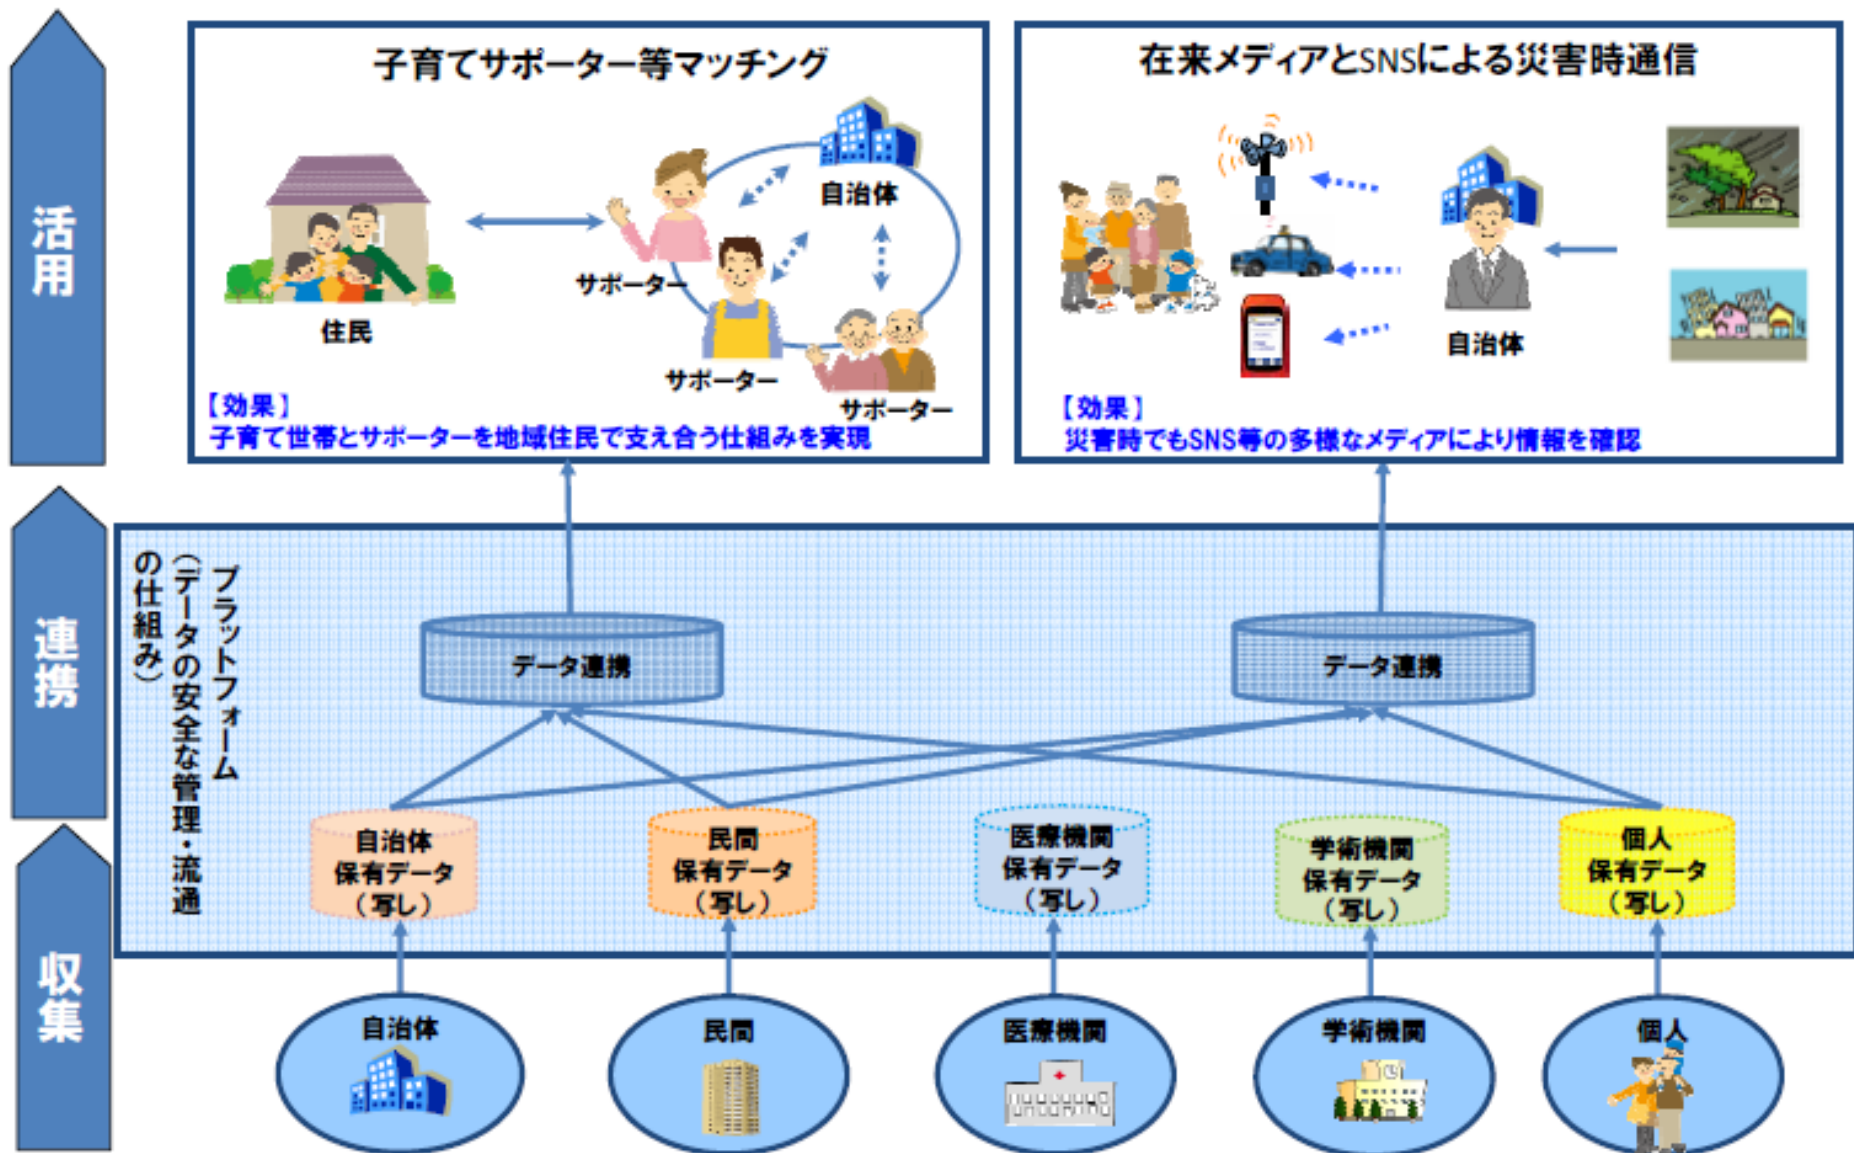 活用
子育てサポーター等マッチング
自治体
サポーター
住民
サポーター
サポーター
【効果】
子育て世帯とサポーターを地域住民で支え合う仕組みを実現
在来メディアとSNSによる災害時通信
自治体
【効果】
災害時でもSNS等の多様なメディアにより情報を確認
連携
プラットフォーム
(データの安全な管理・流通
の仕組み)
データ連携
データ連携
自治体
保有データ
(写し)
民間
保有データ
(写し)
医療機関
保有データ
(写し)
学術機関
保有データ
(写し)
個人
保有データ
(写し)
収集
自治体
民間
医療機関
学術機関
個人